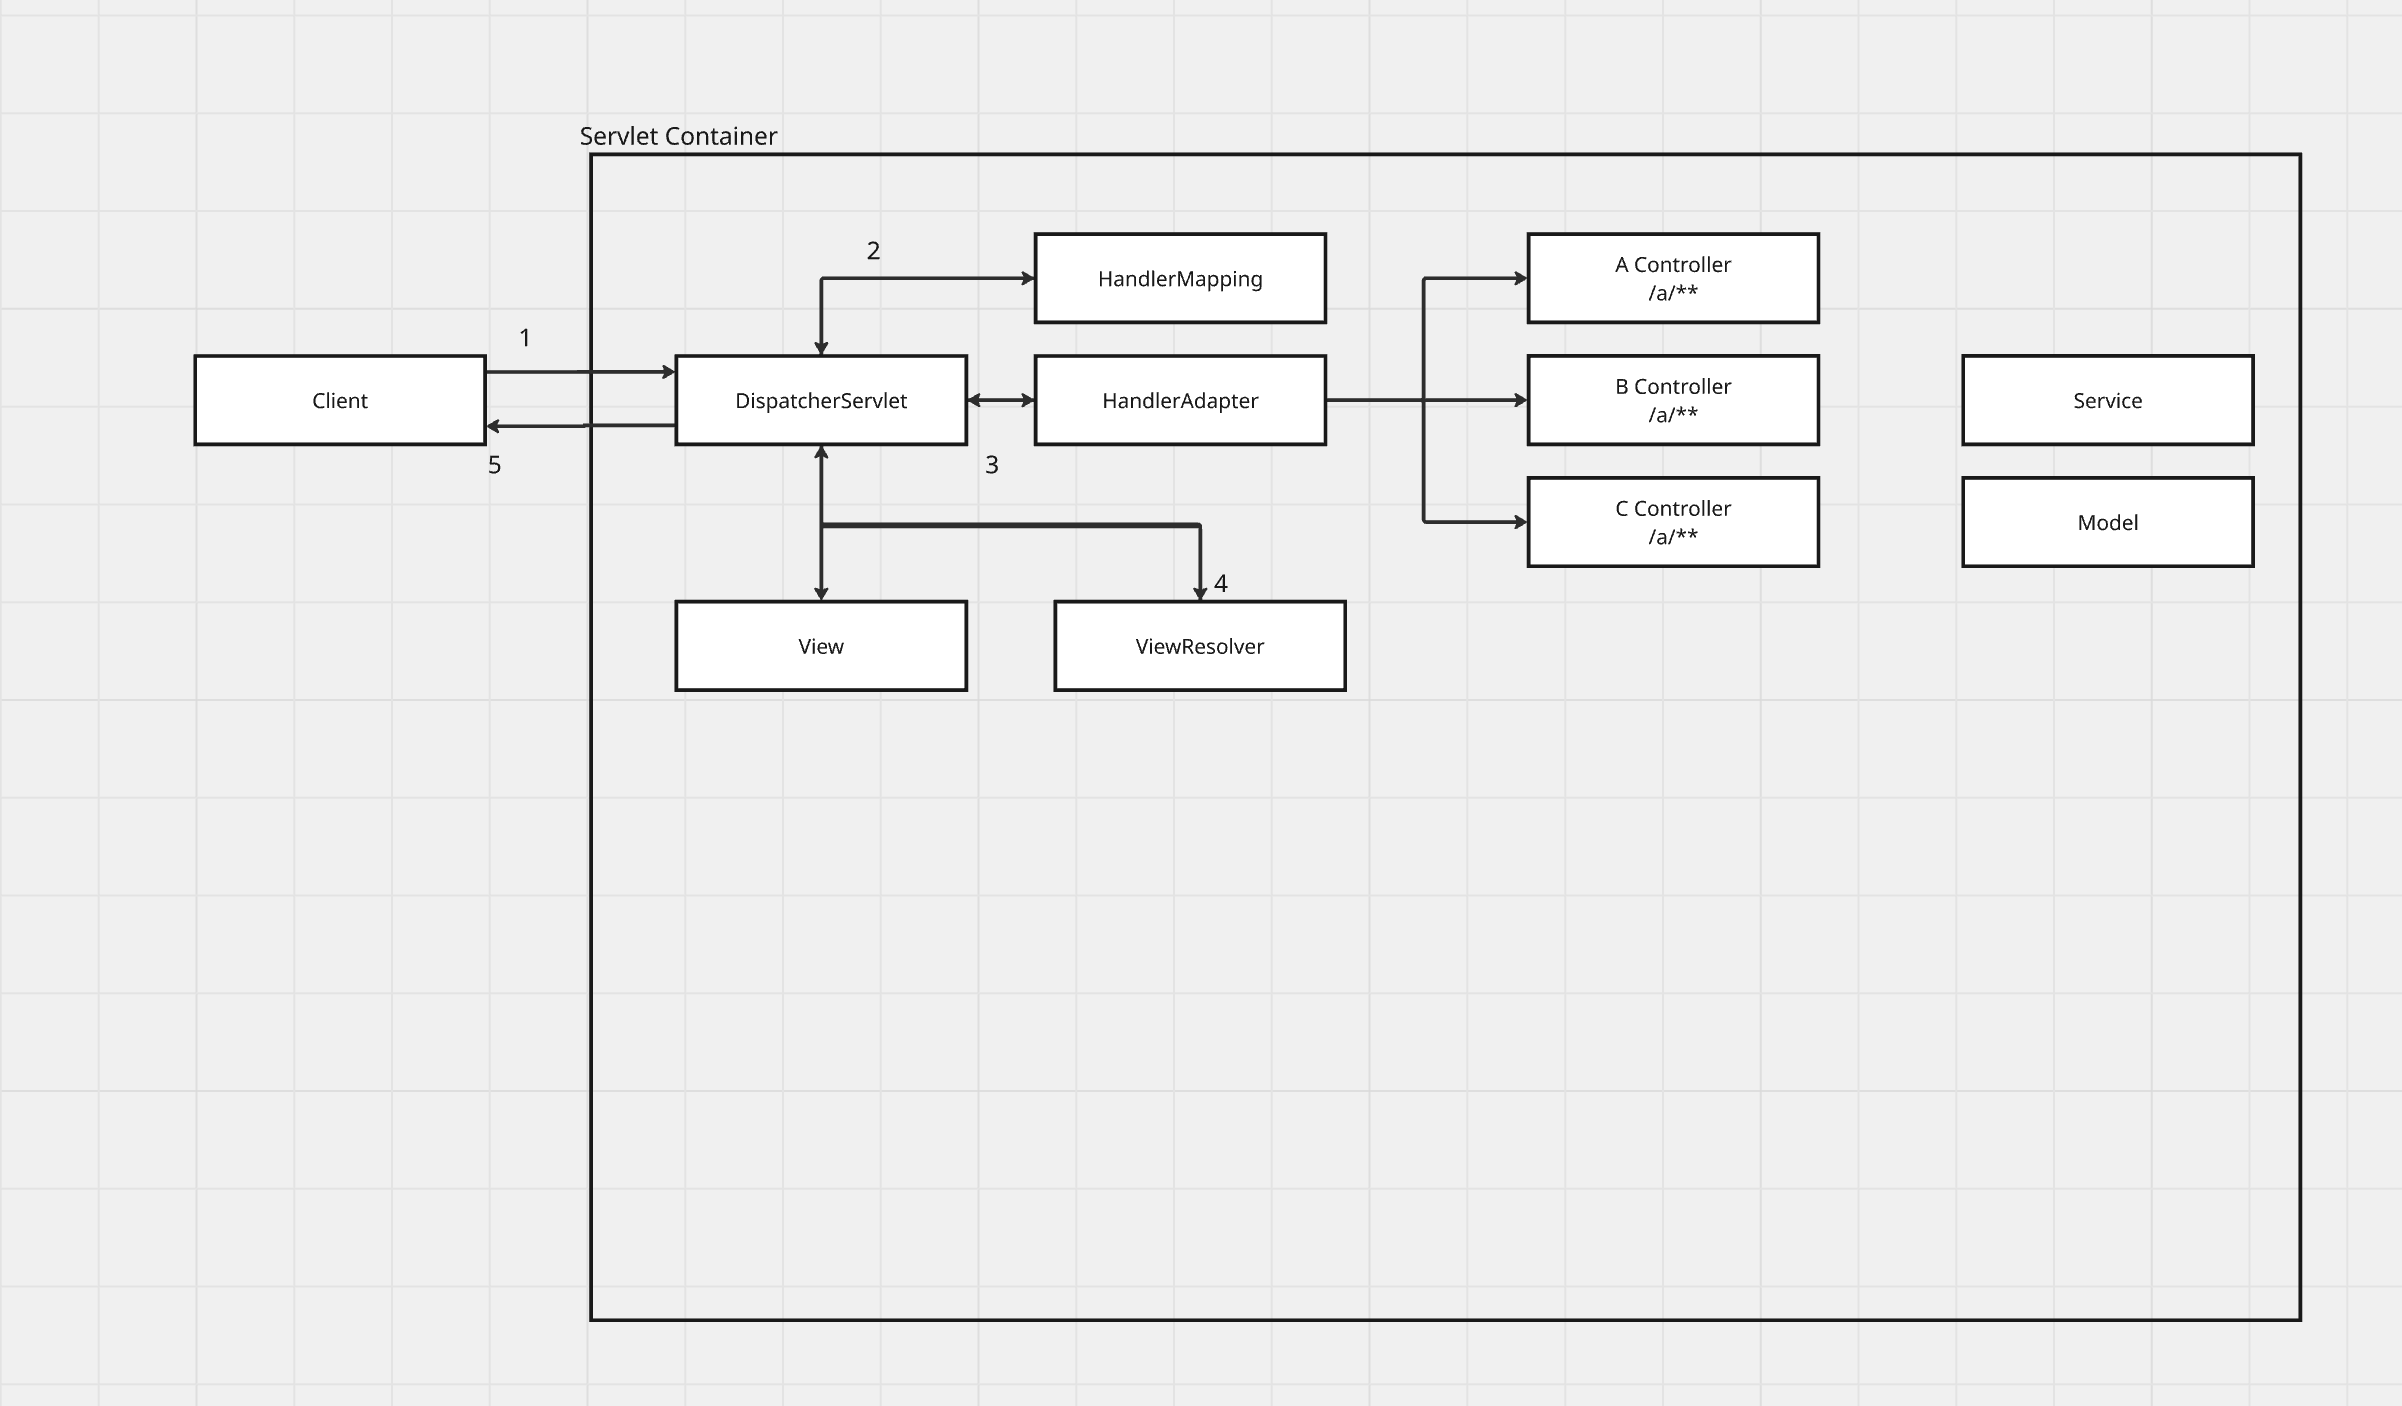 Servlet Container
2
HandlerMapping
A Controller
/a/**
1
Client
DispatcherServlet
HandlerAdapter
B Controller
/a/**
Service
5
3
C Controller
/a/**
Model
4
View
ViewResolver